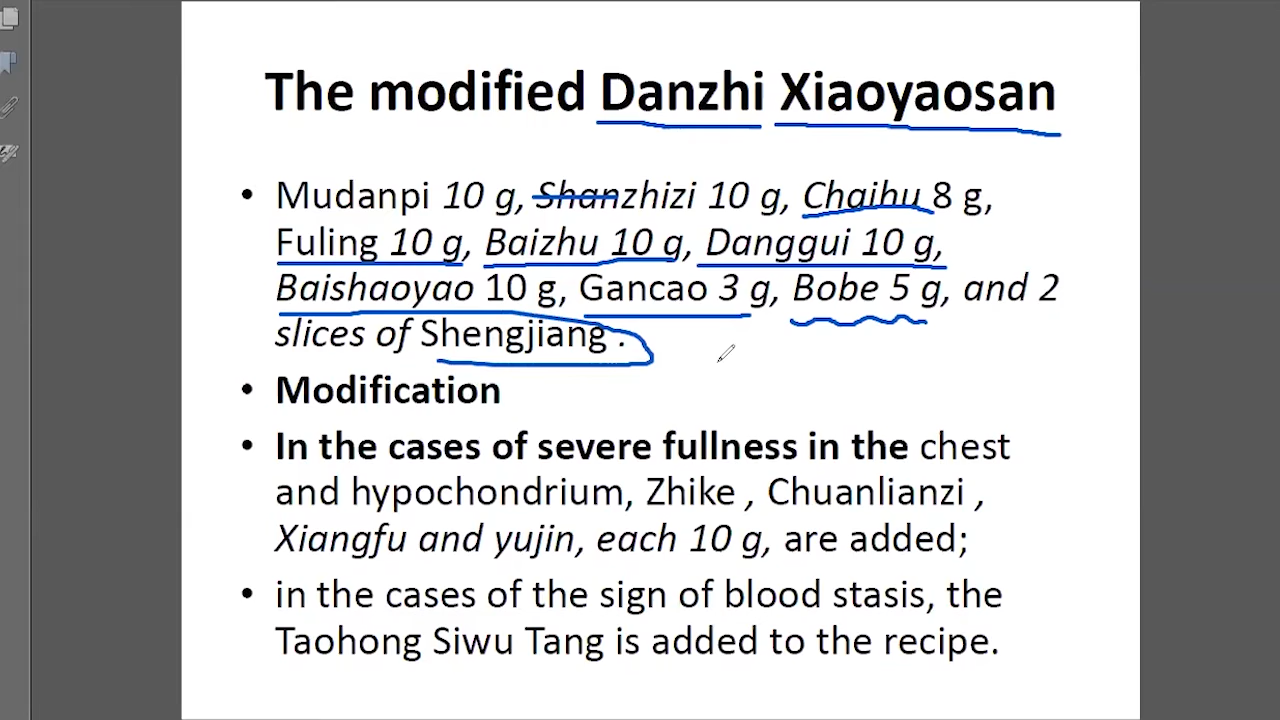 The modified Danzhi Xiaoyaosan
• Mudanpi 10 g, Shanzhizi 10 g, Chaihu 8 g,
Fuling 10 g, Baizhu 10 g, Danggui 10 g,
Baishaoyao 10 g, Gancao 3 g, Bobe 5 g, and 2
slices of Shengjiang .
• Modification
• In the cases of severe fullness in the chest
and hypochondrium, Zhike , Chuanlianzi ,
Xiangfu and yujin, each 10 g, are added;
• in the cases of the sign of blood stasis, the
Taohong Siwu Tang is added to the recipe.